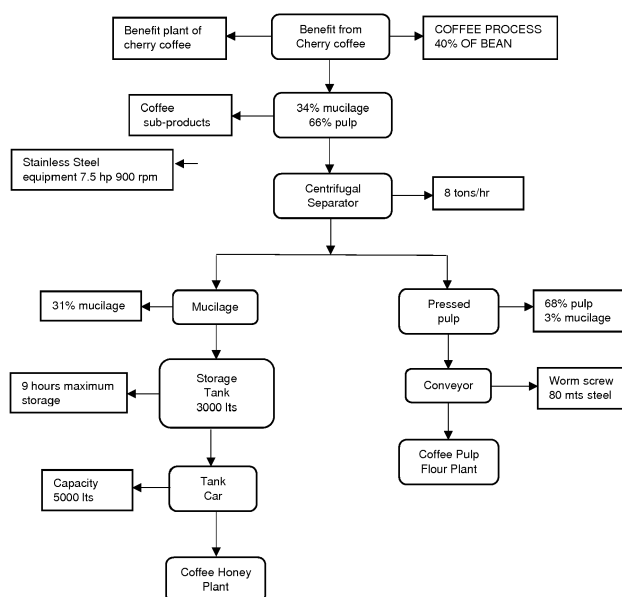 Benefit plant of
cherry coffee
Benefit from
Cherry coffee
COFFEE PROCESS
40% OF BEAN
Coffee
sub-products
34% mucilage
66% pulp
Stainless Steel
equipment 7.5 hp 900 rpm
Centrifugal
Separator
8 tons/hr
31% mucilage
Mucilage
Pressed
pulp
68% pulp
3% mucilage
9 hours maximum
storage
Storage
Tank
3000 lts
Conveyor
Worm screw
80 mts steel
Capacity
5000 lts
Tank
Car
Coffee Pulp
Flour Plant
Coffee Honey
Plant